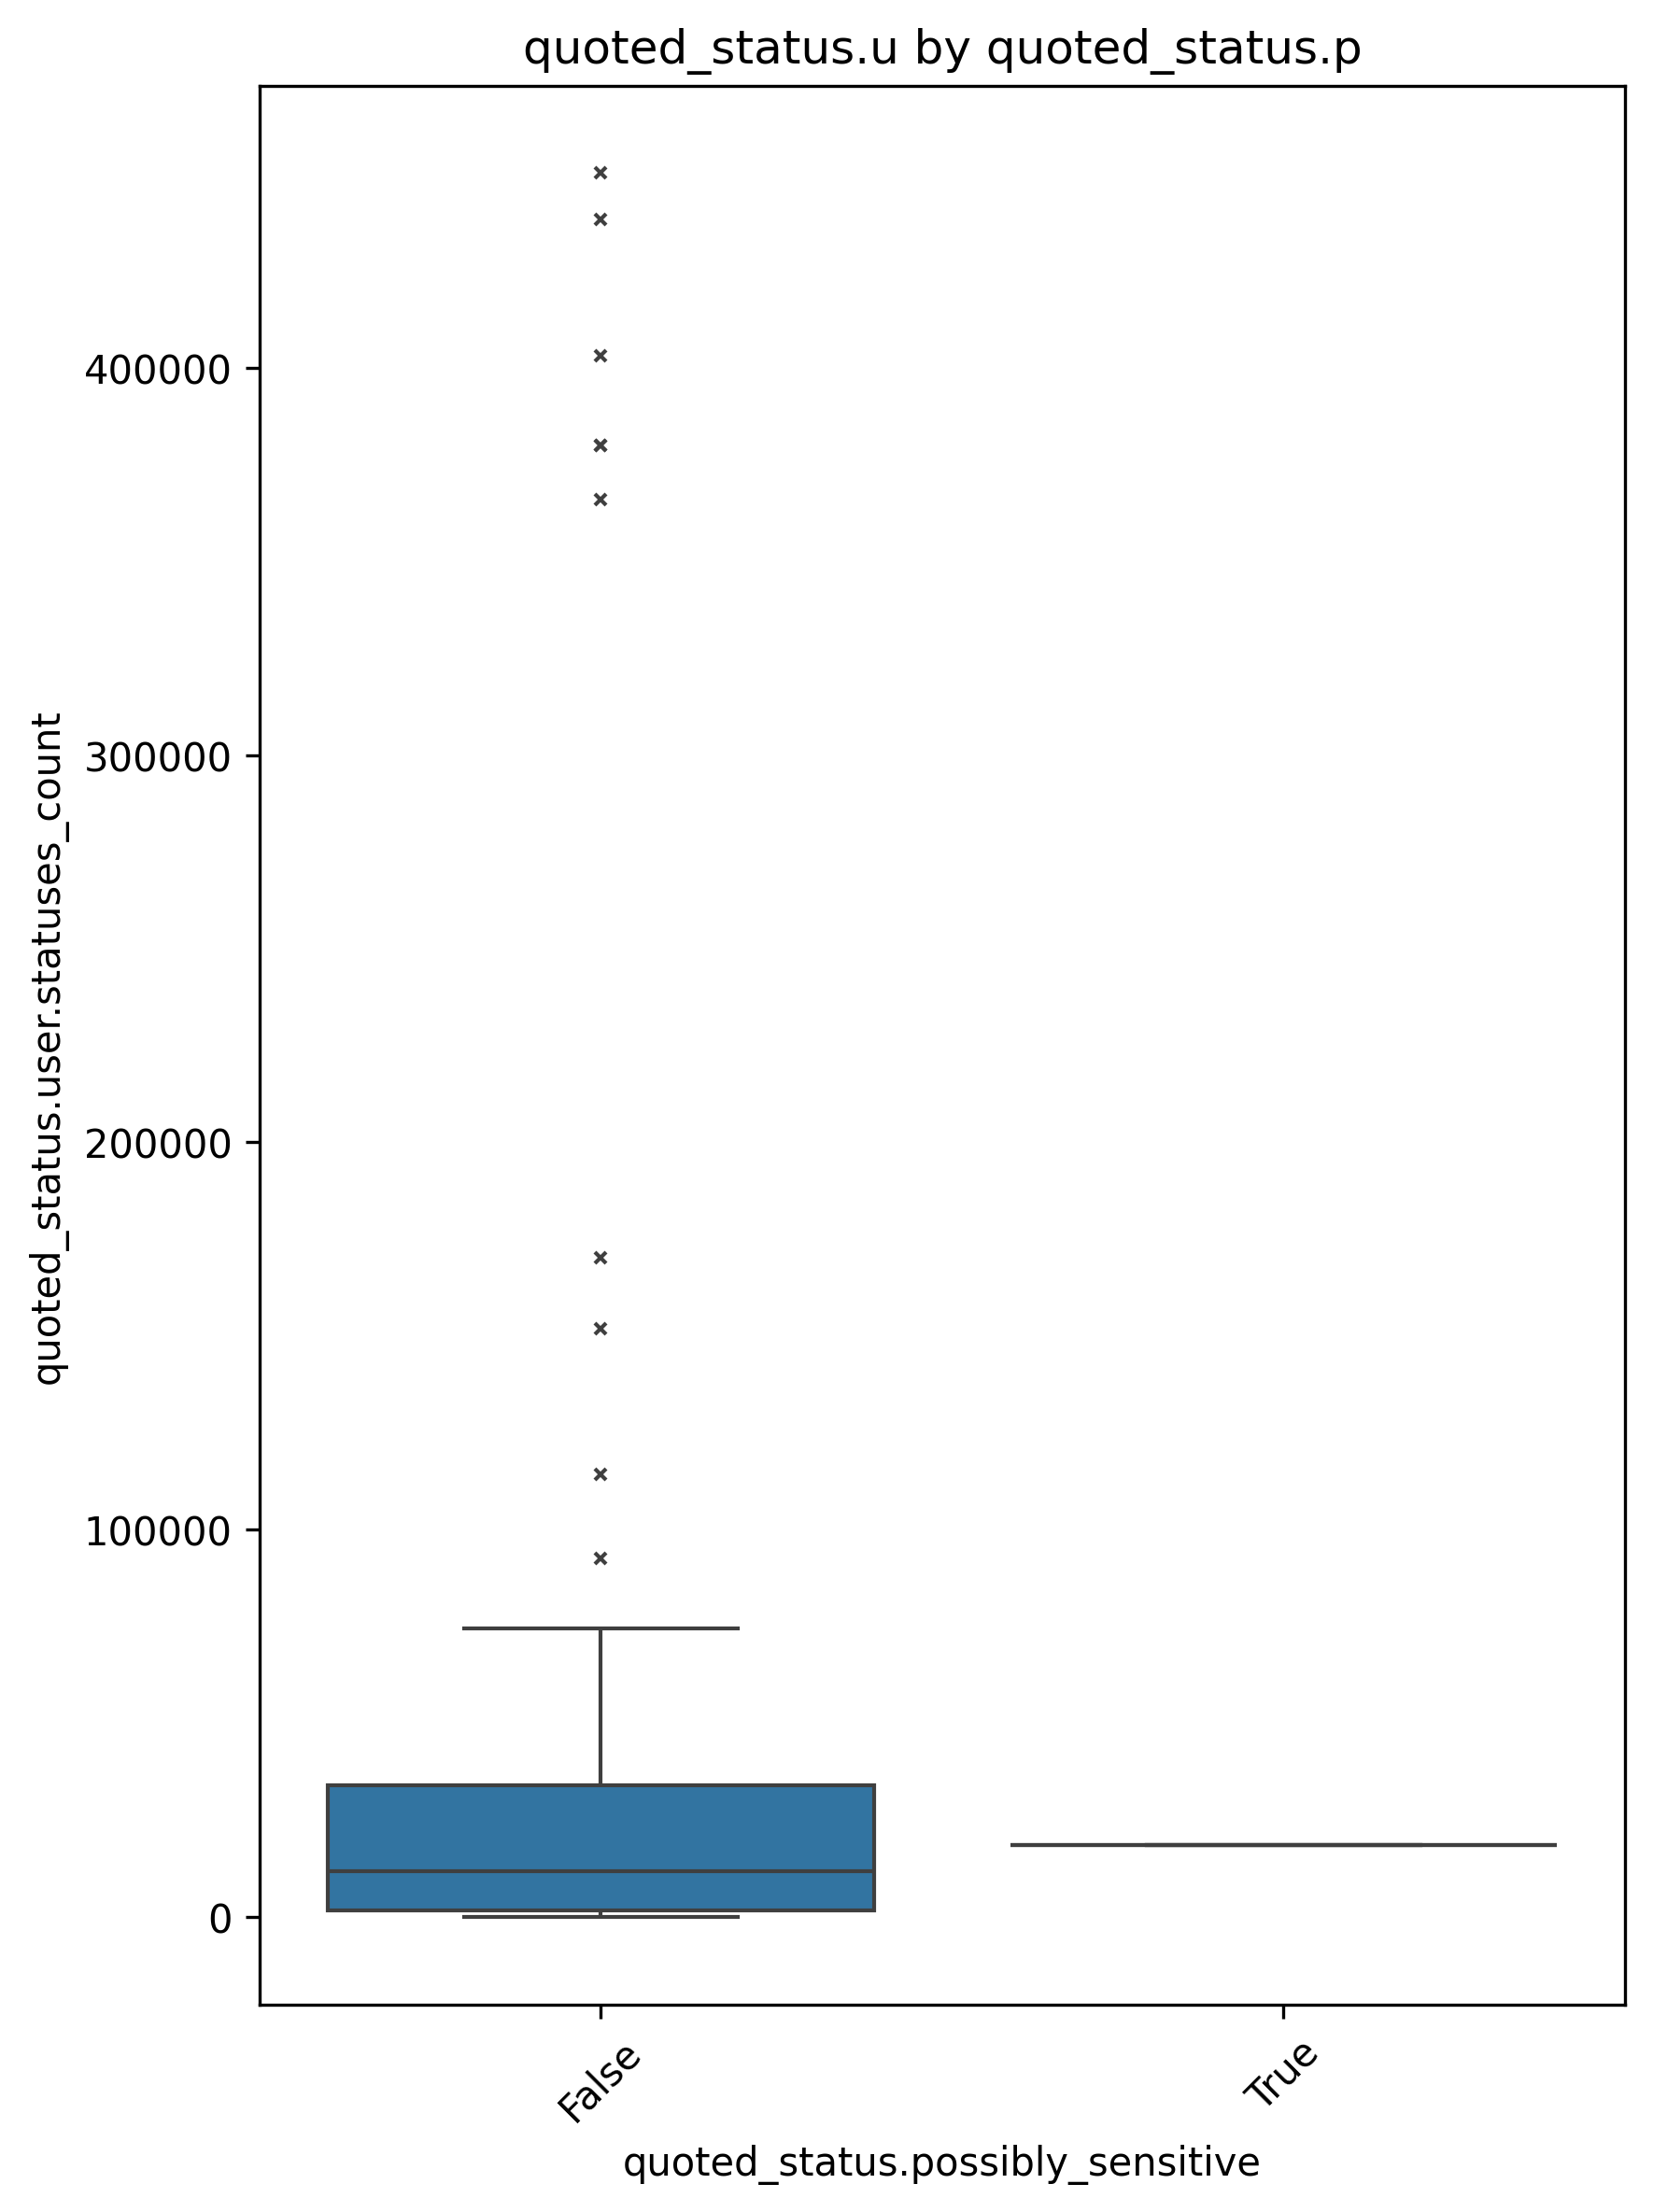 quoted_status.u by quoted_status.p
quoted_status.user.statuses_count
400000
300000
200000
100000
0
False
True
quoted_status.possibly_sensitive